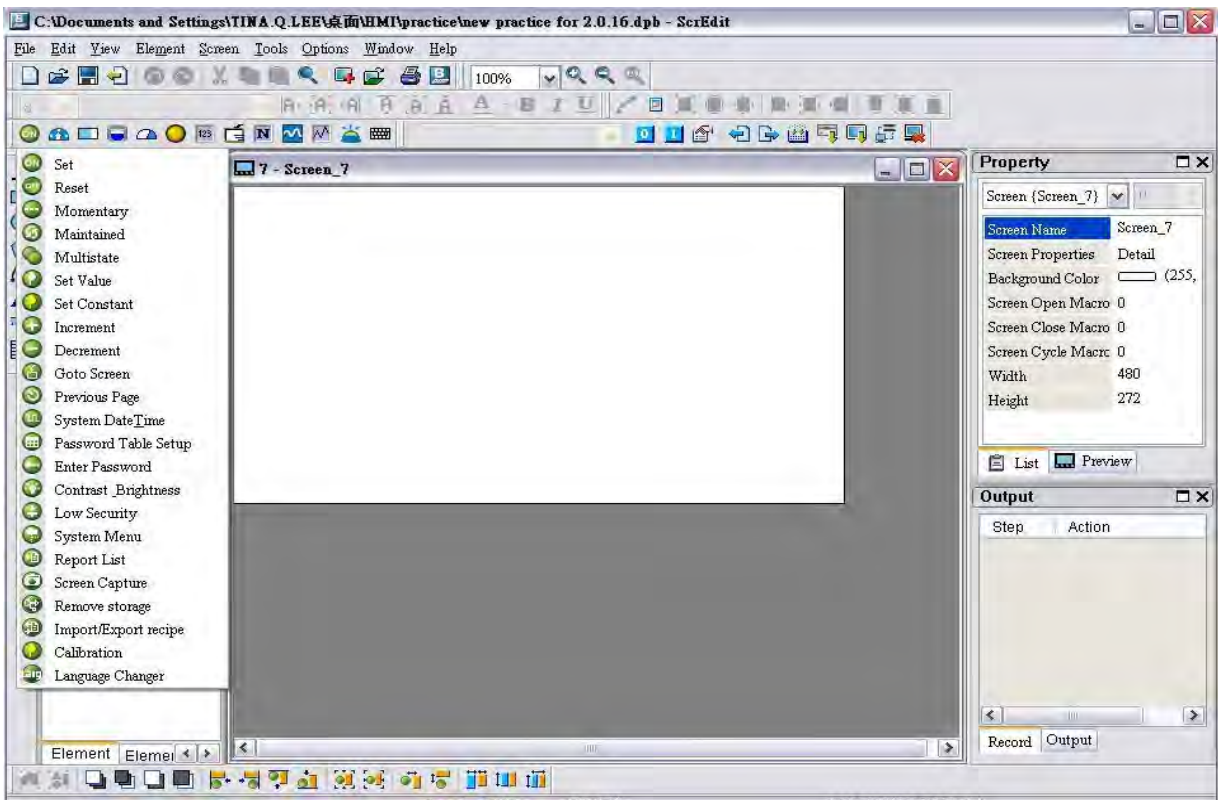 C:\Documents and Settings\TINA.Q.LEE\桌面\HMI\practice\new practice for 2.0.16.dpb - ScrEdit
File Edit View Element Screen Tools Options Window Help
100%
Set
Reset
Momentary
Maintained
Multistate
Set Value
Set Constant
Increment
Decrement
Goto Screen
Previous Page
System DateTime
Password Table Setup
Enter Password
Contrast _Brightness
Low Security
System Menu
Report List
Screen Capture
Remove storage
Import/Export recipe
Calibration
Language Changer
Element Elemei
7 - Screen_7
Property
Screen {Screen_7}
Screen Name Screen_7
Screen Properties Detail
Background Color (255,
Screen Open Macro 0
Screen Close Macro 0
Screen Cycle Macrc 0
Width 480
Height 272
List Preview
Output
Step Action
Record Output